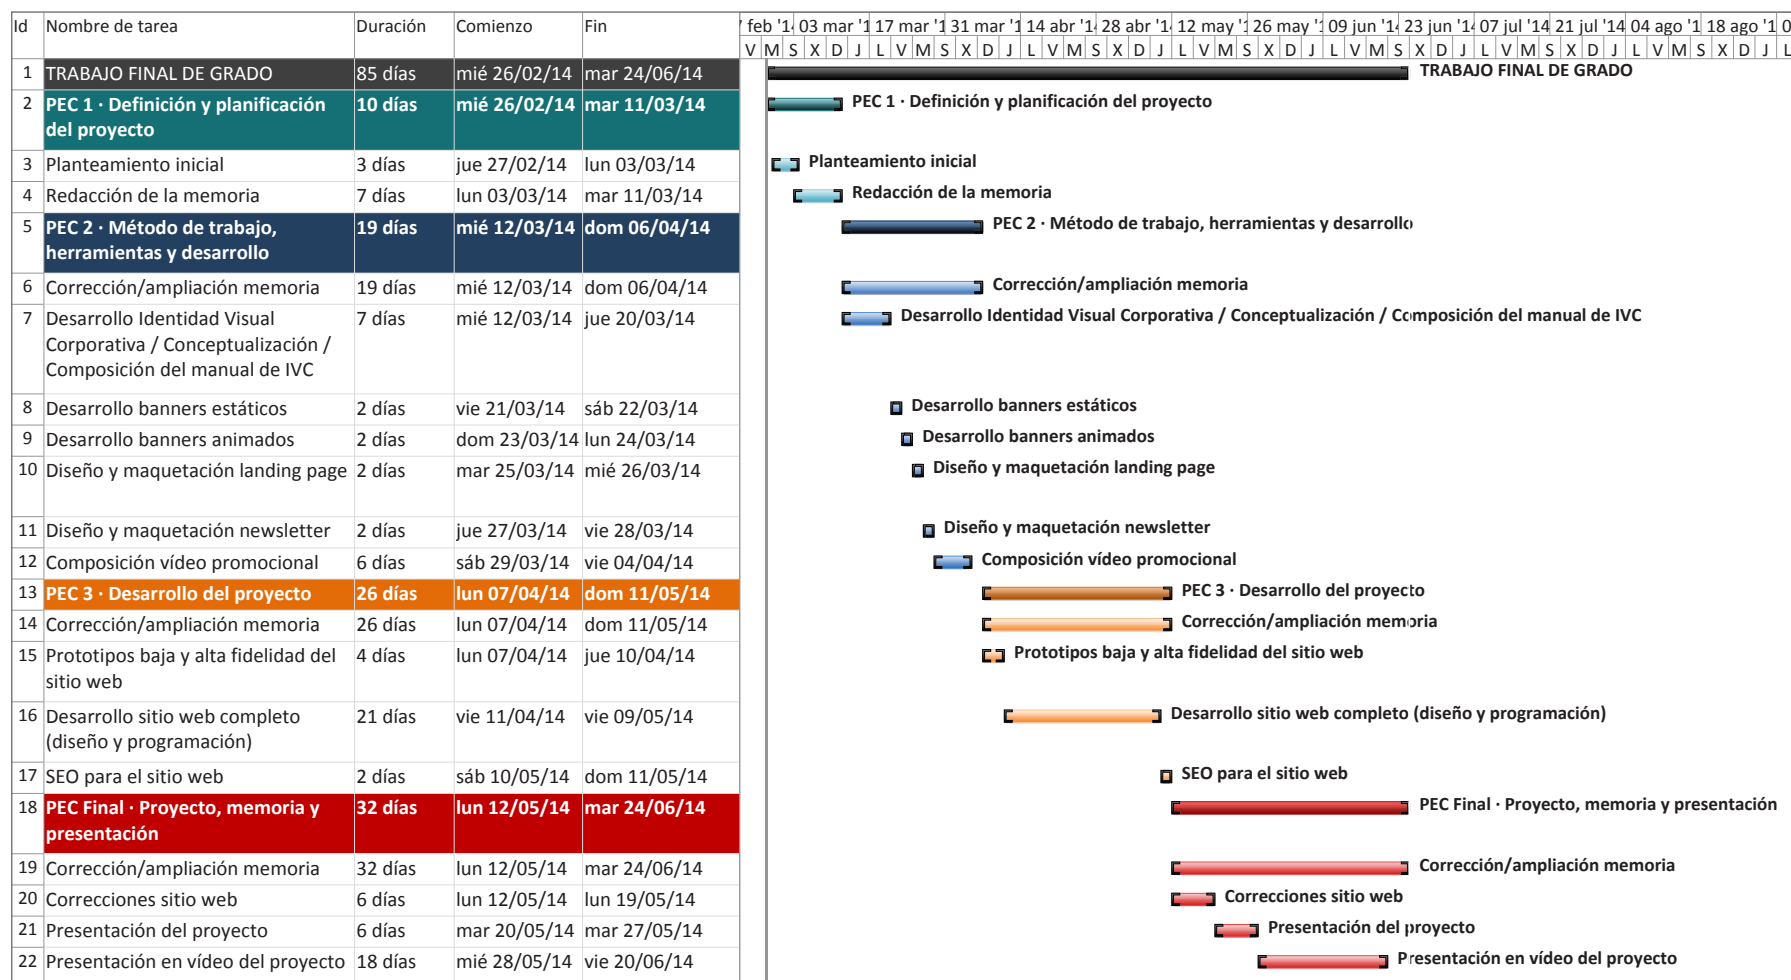 Id Nombre de tarea Duración Comienzo Fin
feb '14 03 mar '1 17 mar '1 31 mar '1 14 abr '14 28 abr '14 12 may '1 26 may '1 09 jun '14 23 jun '14 07 jul '14 21 jul '14 04 ago '1 18 ago '1 0
V M S X D J L V M S X D J L V M S X D J L V M S X D J L V M S X D J L V M S X D J L V M S X D J L V M S X D J L
1 TRABAJO FINAL DE GRADO 85 días mié 26/02/14 mar 24/06/14 TRABAJO FINAL DE GRADO
2 PEC 1 · Definición y planificación 10 días mié 26/02/14 mar 11/03/14 PEC 1 · Definición y planificación del proyecto
del proyecto
3 Planteamiento inicial 3 días jue 27/02/14 lun 03/03/14 Planteamiento inicial
4 Redacción de la memoria 7 días lun 03/03/14 mar 11/03/14 Redacción de la memoria
5 PEC 2 · Método de trabajo, 19 días mié 12/03/14 dom 06/04/14 PEC 2 · Método de trabajo, herramientas y desarrollo
herramientas y desarrollo
6 Corrección/ampliación memoria 19 días mié 12/03/14 dom 06/04/14 Corrección/ampliación memoria
7 Desarrollo Identidad Visual 7 días mié 12/03/14 jue 20/03/14 Desarrollo Identidad Visual Corporativa / Conceptualización / Composición del manual de IVC
Corporativa / Conceptualización /
Composición del manual de IVC
8 Desarrollo banners estáticos 2 días vie 21/03/14 sáb 22/03/14 Desarrollo banners estáticos
9 Desarrollo banners animados 2 días dom 23/03/14 lun 24/03/14 Desarrollo banners animados
10 Diseño y maquetación landing page 2 días mar 25/03/14 mié 26/03/14 Diseño y maquetación landing page
11 Diseño y maquetación newsletter 2 días jue 27/03/14 vie 28/03/14 Diseño y maquetación newsletter
12 Composición vídeo promocional 6 días sáb 29/03/14 vie 04/04/14 Composición vídeo promocional
13 PEC 3 · Desarrollo del proyecto 26 días lun 07/04/14 dom 11/05/14 PEC 3 · Desarrollo del proyecto
14 Corrección/ampliación memoria 26 días lun 07/04/14 dom 11/05/14 Corrección/ampliación memoria
15 Prototipos baja y alta fidelidad del 4 días lun 07/04/14 jue 10/04/14 Prototipos baja y alta fidelidad del sitio web
sitio web
16 Desarrollo sitio web completo 21 días vie 11/04/14 vie 09/05/14 Desarrollo sitio web completo (diseño y programación)
(diseño y programación)
17 SEO para el sitio web 2 días sáb 10/05/14 dom 11/05/14 SEO para el sitio web
18 PEC Final · Proyecto, memoria y 32 días lun 12/05/14 mar 24/06/14 PEC Final · Proyecto, memoria y presentación
presentación
19 Corrección/ampliación memoria 32 días lun 12/05/14 mar 24/06/14 Corrección/ampliación memoria
20 Correcciones sitio web 6 días lun 12/05/14 lun 19/05/14 Correcciones sitio web
21 Presentación del proyecto 6 días mar 20/05/14 mar 27/05/14 Presentación del proyecto
22 Presentación en vídeo del proyecto 18 días mié 28/05/14 vie 20/06/14 Presentación en vídeo del proyecto